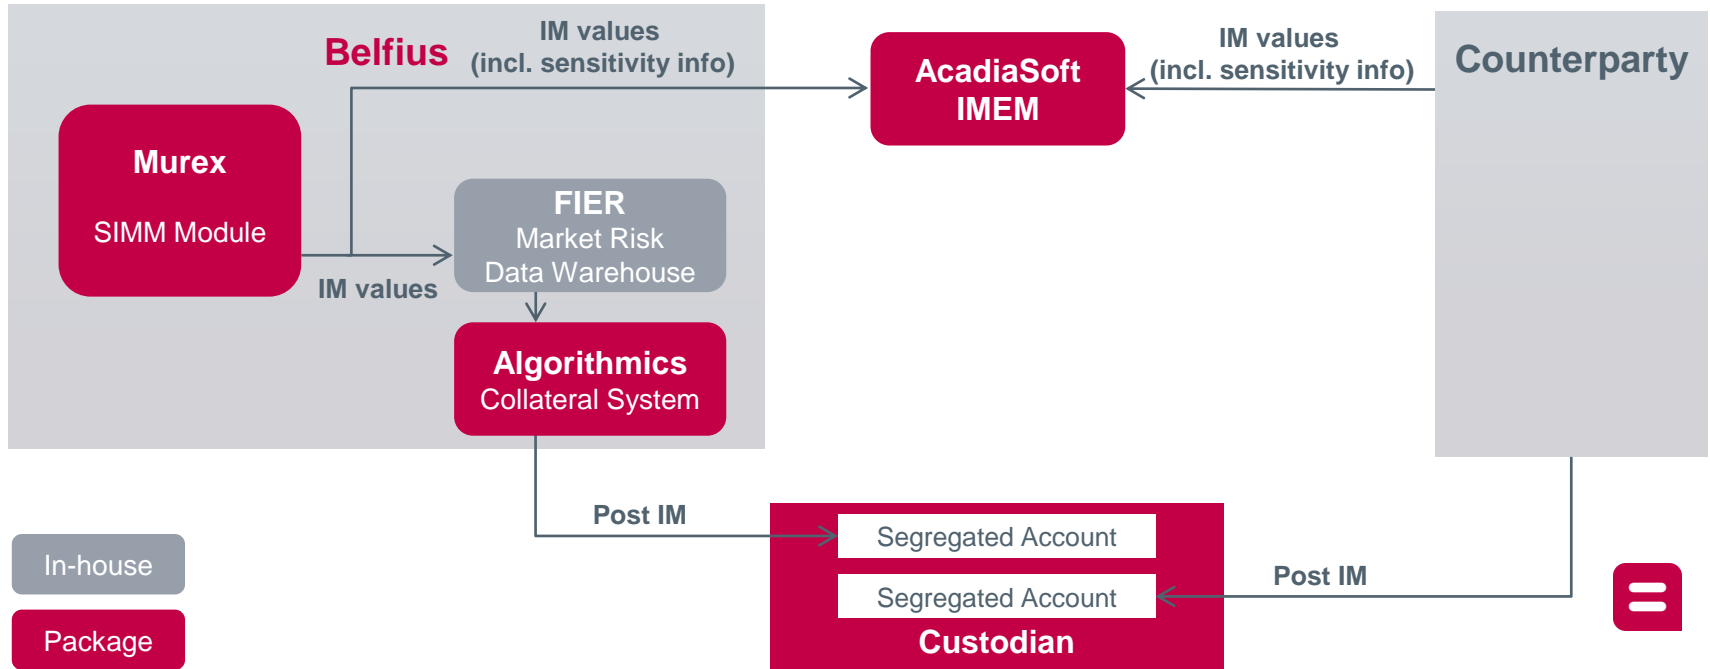 Belfius
IM values
(incl. sensitivity info)
AcadiaSoft
IMEM
IM values
(incl. sensitivity info)
Counterparty
Murex
SIMM Module
IM values
FIER
Market Risk
Data Warehouse
Algorithmics
Collateral System
Post IM
Segregated Account
Segregated Account
Custodian
Post IM
In-house
Package